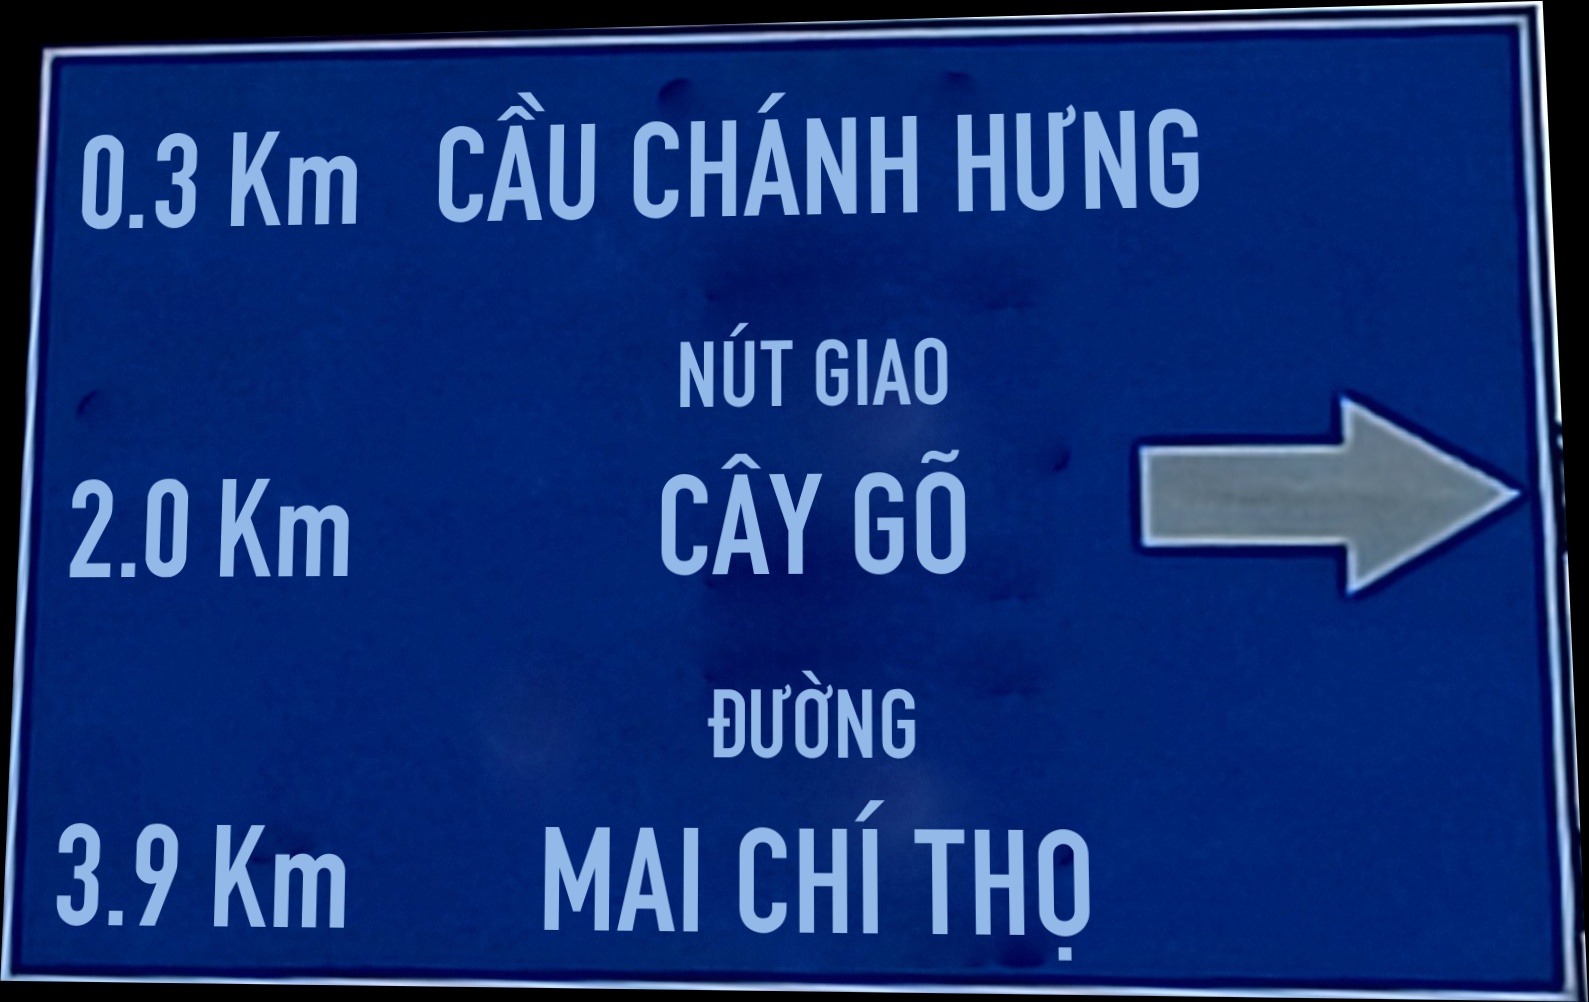 0.3 Km CẦU CHÁNH HƯNG
NÚT GIAO
2.0 Km CÂY GÕ
ĐƯỜNG
3.9 Km MAI CHÍ THỌ